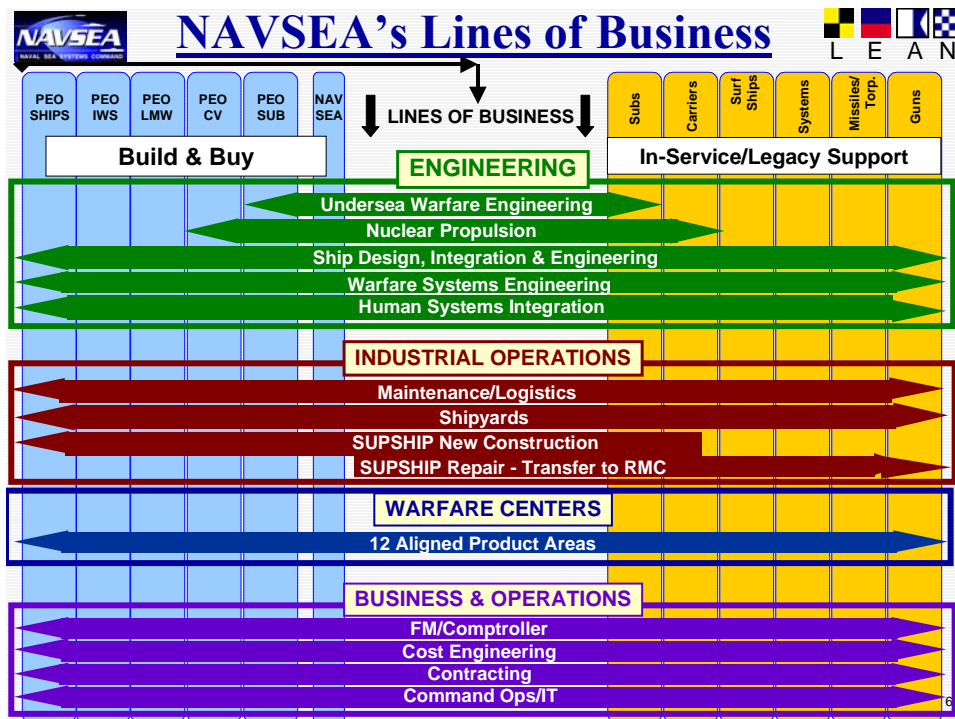 NAVSEA
NAVAL SEA SYSTEMS COMMAND
NAVSEA's Lines of Business
L E A N
PEO SHIPS
PEO IWS
PEO LMW
PEO CV
PEO SUB
NAV SEA
LINES OF BUSINESS
Subs
Carriers
Surf Ships
Systems
Missiles/ Torp.
Guns
Build & Buy
In-Service/Legacy Support
ENGINEERING
Undersea Warfare Engineering
Nuclear Propulsion
Ship Design, Integration & Engineering
Warfare Systems Engineering
Human Systems Integration
INDUSTRIAL OPERATIONS
Maintenance/Logistics
Shipyards
SUPSHIP New Construction
SUPSHIP Repair - Transfer to RMC
WARFARE CENTERS
12 Aligned Product Areas
BUSINESS & OPERATIONS
FM/Comptroller
Cost Engineering
Contracting
Command Ops/IT
6